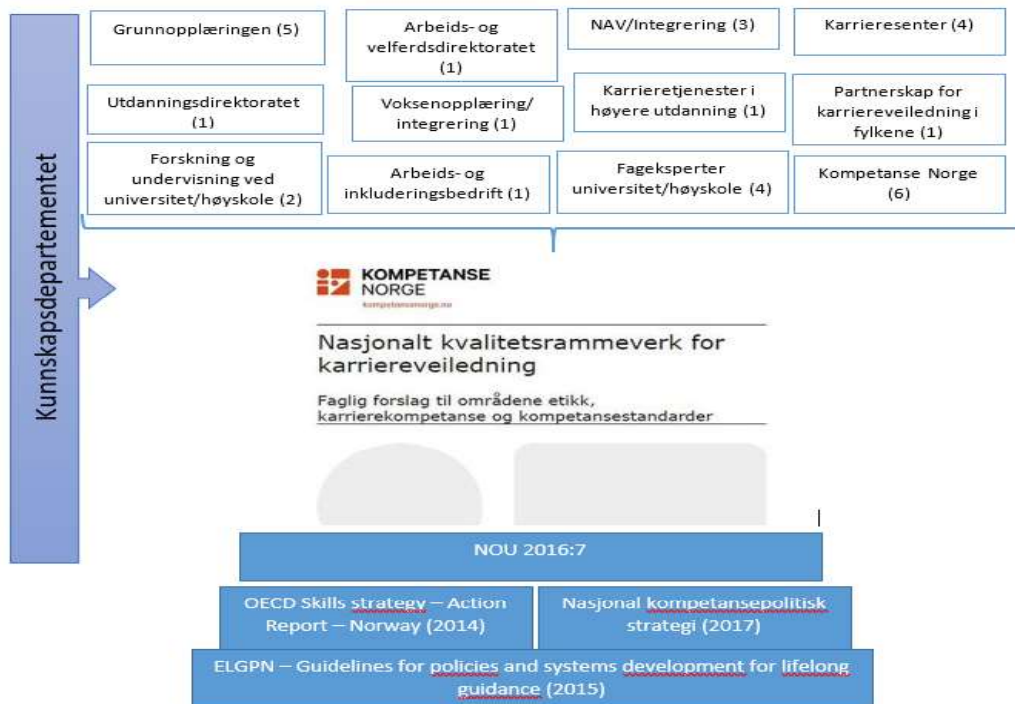 Kunnskapsdepartementet
Grunnopplæringen (5)
Arbeids- og
velferdsdirektoratet
(1)
NAV/Integrering (3)
Karrieresenter (4)
Utdanningsdirektoratet
(1)
Voksenopplæring/
integrering (1)
Karrieretjenester i
høyere utdanning (1)
Partnerskap for
karriereveiledning i
fylkene (1)
Forskning og
undervisning ved
universitet/høyskole (2)
Arbeids- og
inkluderingsbedrift (1)
Fageksperter
universitet/høyskole (4)
Kompetanse Norge
(6)
KOMPETANSE
NORGE
kompetansenorge.no
Nasjonalt kvalitetsrammeverk for
karriereveiledning
Faglig forslag til områdene etikk,
karrierekompetanse og kompetansestandarder
NOU 2016:7
OECD Skills strategy – Action
Report – Norway (2014)
Nasjonal kompetansepolitisk
strategi (2017)
ELGPN – Guidelines for policies and systems development for lifelong
guidance (2015)